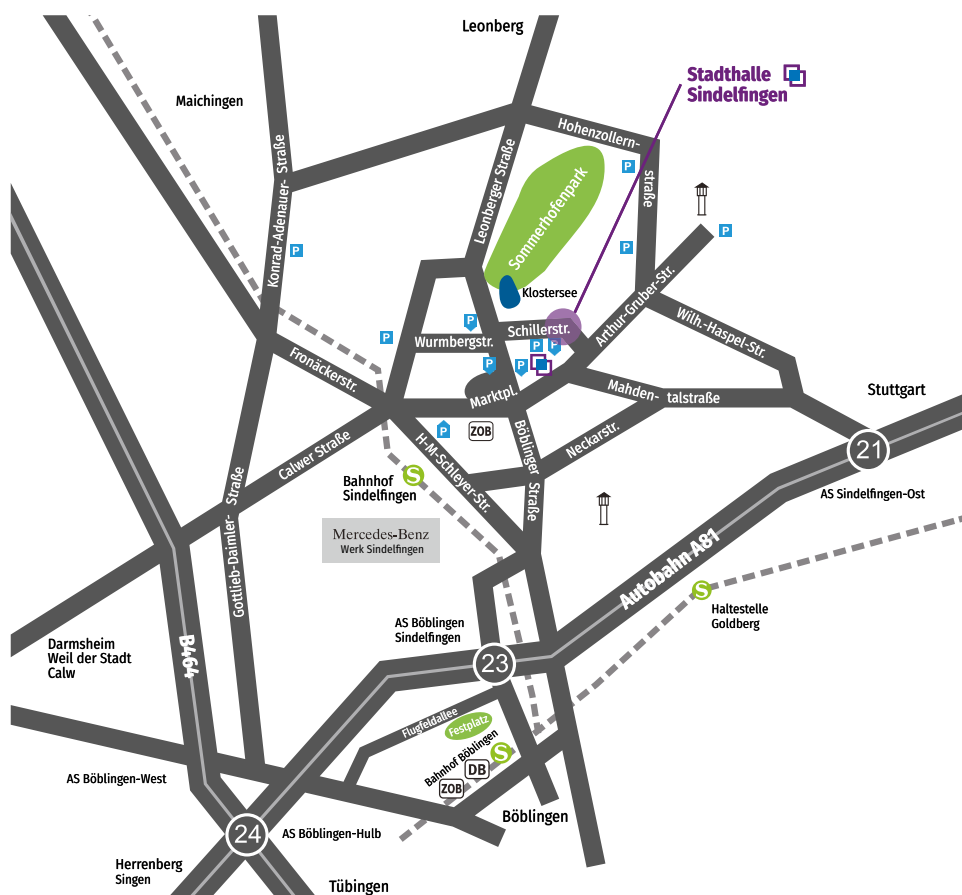 Leonberg
Stadthalle
Sindelfingen
Maichingen
Hohenzollern-
straße
Konrad-Adenauer- Straße
Leonberger Straße
Sommerhofenpark
P
P
P
P
Klostersee
Arthur-Gruber-Str.
Wilh.-Haspel-Str.
P
P
Schillerstr.
Wurmbergstr.
P
P
P
P
Fronäckerstr.
Marktpl.
Mahden- talstraße
Stuttgart
P
ZOB
Böblinger Straße
Neckarstr.
Calwer Straße
H-M-Schleyer-Str.
21
AS Sindelfingen-Ost
Bahnhof
Sindelfingen
S
Mercedes-Benz
Werk Sindelfingen
Gottlieb-Daimler- Straße
Autobahn A81
S
Haltestelle
Goldberg
AS Böblingen
Sindelfingen
23
B464
Darmsheim
Weil der Stadt
Calw
Flugfeldallee
Festplatz
Bahnhof Böblingen
S
DB
ZOB
AS Böblingen-West
Böblingen
24
AS Böblingen-Hulb
Herrenberg
Singen
Tübingen